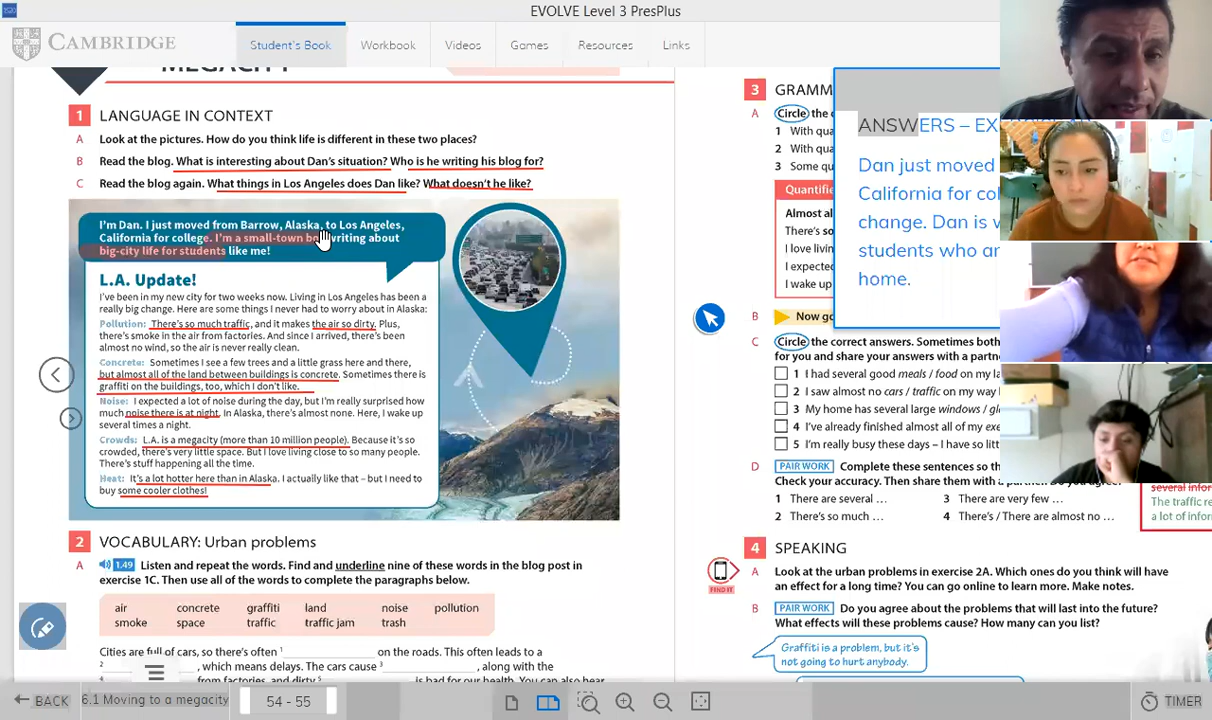 EVOLVE Level 3 PresPlus
CAMBRIDGE
Student's Book
Workbook
Videos
Games
Resources
Links
MEGACITY
1 LANGUAGE IN CONTEXT
A Look at the pictures. How do you think life is different in these two places?
B Read the blog. What is interesting about Dan's situation? Who is he writing his blog for?
C Read the blog again. What things in Los Angeles does Dan like? What doesn't he like?
I'm Dan. I just moved from Barrow, Alaska, to Los Angeles,
California for college. I'm a small-town writing about
big-city life for students like me!
L.A. Update!
I've been in my new city for two weeks now. Living in Los Angeles has been a
really big change. Here are some things I never had to worry about in Alaska:
Pollution: There's so much traffic, and it makes the air so dirty. Plus,
there's smoke in the air from factories. And since I arrived, there's been
almost no wind, so the air is never really clean.
Concrete: Sometimes I see a few trees and a little grass here and there,
but almost all of the land between buildings is concrete. Sometimes there is
graffiti on the buildings, too, which I don't like.
Noise: I expected a lot of noise during the day, but I'm really surprised how
much noise there is at night. In Alaska, there's almost none. Here, I wake up
several times a night.
Crowds: L.A. is a megacity (more than 10 million people). Because it's so
crowded, there's very little space. But I love living close to so many people.
There's stuff happening all the time.
Heat: It's a lot hotter here than in Alaska. I actually like that – but I need to
buy some cooler clothes!
2 VOCABULARY: Urban problems
A 1.49 Listen and repeat the words. Find and underline nine of these words in the blog post in
exercise 1C. Then use all of the words to complete the paragraphs below.
air concrete graffiti land noise pollution
smoke space traffic traffic jam trash
Cities are full of cars, so there's often 1 on the roads. This often leads to a
2 , which means delays. The cars cause 3 , along with the
4 from factories, and dirty 5 is bad for our health. You can also hear
3 GRAMM
A Circle the
1 With qua
2 With qua
3 Some qu
Quantifie
Almost al
There's so
I love livin
I expected
I wake up
ANSWERS – EX
Dan just moved
California for col
change. Dan is w
students who ar
home.
B Now go
C Circle the correct answers. Sometimes both
for you and share your answers with a partne
1 I had several good meals / food on my la
2 I saw almost no cars / traffic on my way
3 My home has several large windows / gl
4 I've already finished almost all of my exe
5 I'm really busy these days – I have so litt
D PAIR WORK Complete these sentences so th
Check your accuracy. Then share them with a
1 There are several … 3 There are very few …
2 There's so much … 4 There's / There are almost no …
several infor
The traffic re
a lot of infor
4 SPEAKING
FIND IT
A Look at the urban problems in exercise 2A. Which ones do you think will have
an effect for a long time? You can go online to learn more. Make notes.
B PAIR WORK Do you agree about the problems that will last into the future?
What effects will these problems cause? How many can you list?
Graffiti is a problem, but it's
not going to hurt anybody.
BACK
6.1 Moving to a megacity
54 - 55
TIMER